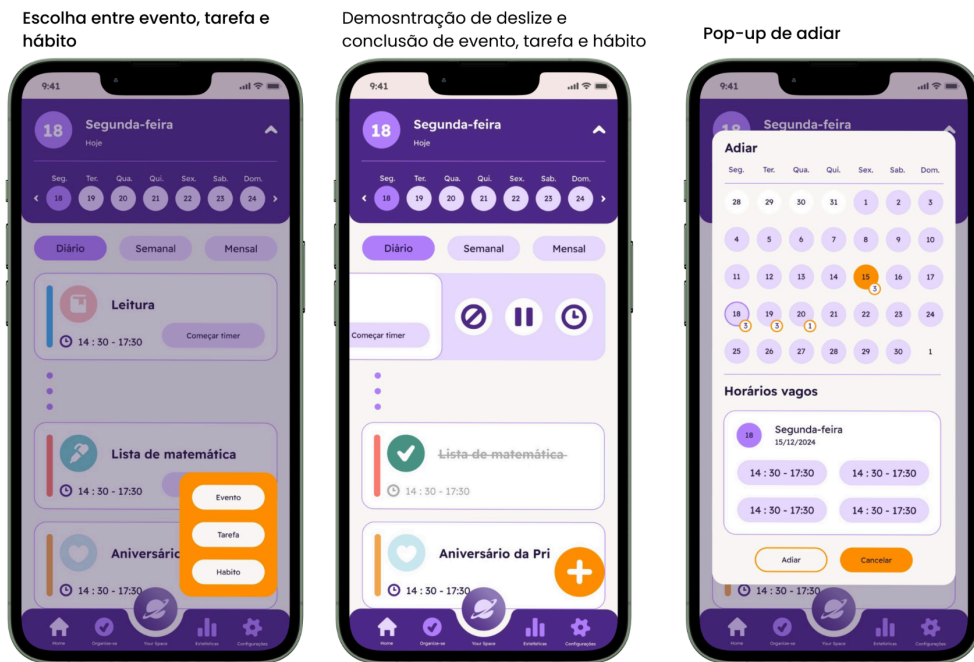 Escolha entre evento, tarefa e
hábito
9:41
18
Segunda-feira
Hoje
Seg. Ter. Qua. Qui. Sex. Sab. Dom.
18 19 20 21 22 23 24
Diário Semanal Mensal
Leitura
14 : 30 - 17:30
Começar timer
Lista de matemática
14 : 30 - 17:30
Evento
Tarefa
Habito
Aniversário
14 : 30 - 17:30
Home Organize-se Your Space Estatísticas Configurações
Demosntração de deslize e
conclusão de evento, tarefa e hábito
9:41
18
Segunda-feira
Hoje
Seg. Ter. Qua. Qui. Sex. Sab. Dom.
18 19 20 21 22 23 24
Diário Semanal Mensal
Começar timer
Lista de matemática
14 : 30 - 17:30
Aniversário da Pri
14 : 30 - 17:30
Home Organize-se Your Space Estatísticas Configurações
Pop-up de adiar
9:41
18
Segunda-feira
Adiar
Seg. Ter. Qua. Qui. Sex. Sab. Dom.
28 29 30 31 1 2 3
4 5 6 7 8 9 10
11 12 13 14 15 16 17
3
18 19 20 21 22 23 24
3 3 1
25 26 27 28 29 30 1
Horários vagos
18
Segunda-feira
15/12/2024
14 : 30 - 17:30 14 : 30 - 17:30
14 : 30 - 17:30 14 : 30 - 17:30
Adiar Cancelar
14 : 30 - 17:30
Home Organize-se Your Space Estatísticas Configurações